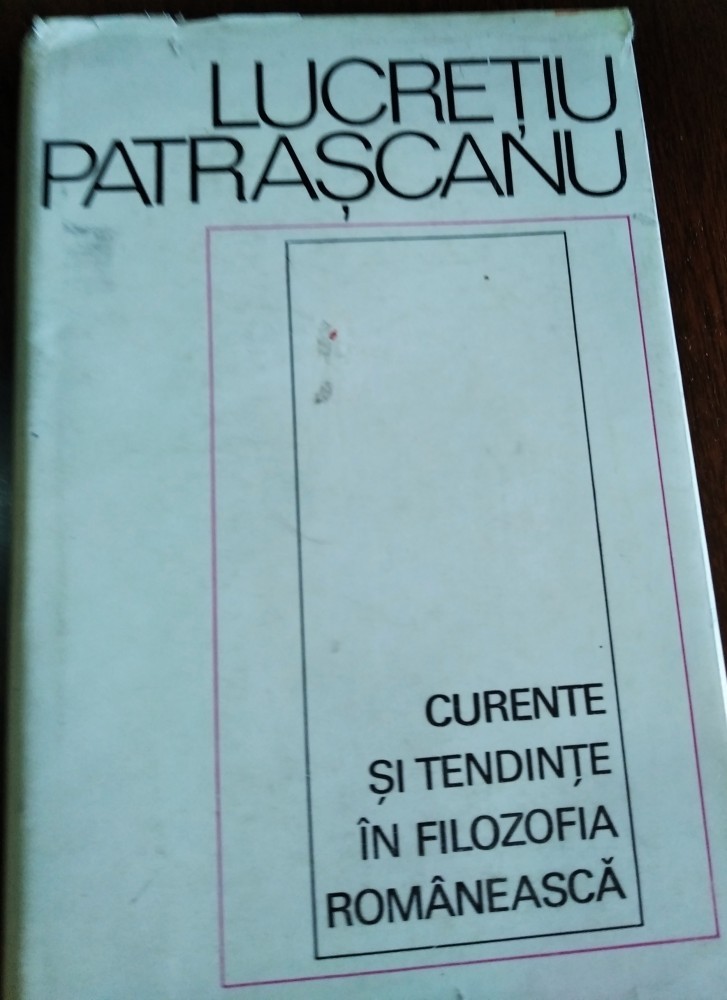 LUCREȚIU
PATRAȘCANU
CURENTE
ȘI TENDINȚE
ÎN FILOZOFIA
ROMÂNEASCĂ